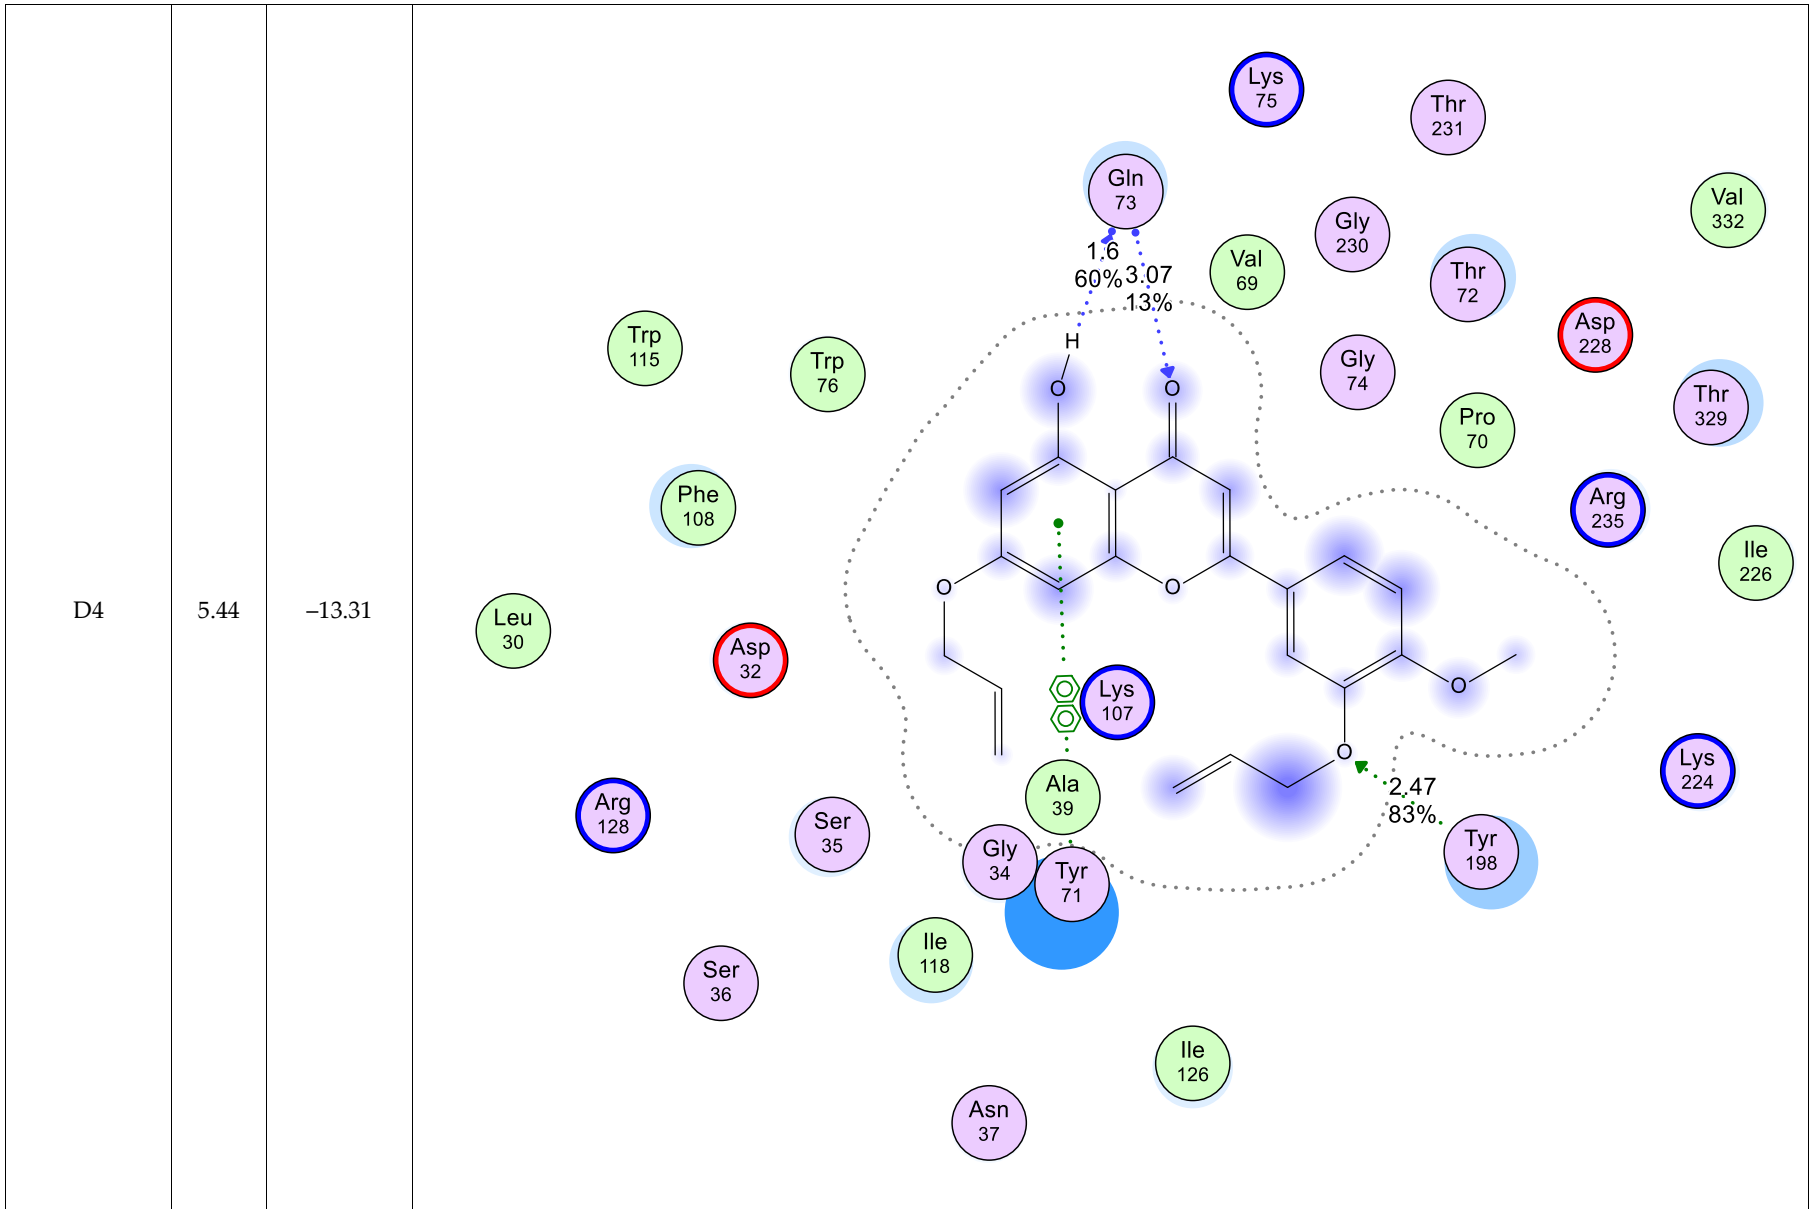 D4
5.44
–13.31
Lys
75
Thr
231
Gln
73
Val
332
Gly
230
Val
69
Thr
72
1.6
60%
3.07
13%
Asp
228
Trp
115
Trp
76
H
Gly
74
O
O
Thr
329
Pro
70
Phe
108
Arg
235
Ile
226
O
O
Leu
30
Asp
32
Lys
107
O
O
Lys
224
2.47
83%
Ala
39
Arg
128
Ser
35
Gly
34
Tyr
71
Tyr
198
Ile
118
Ser
36
Ile
126
Asn
37